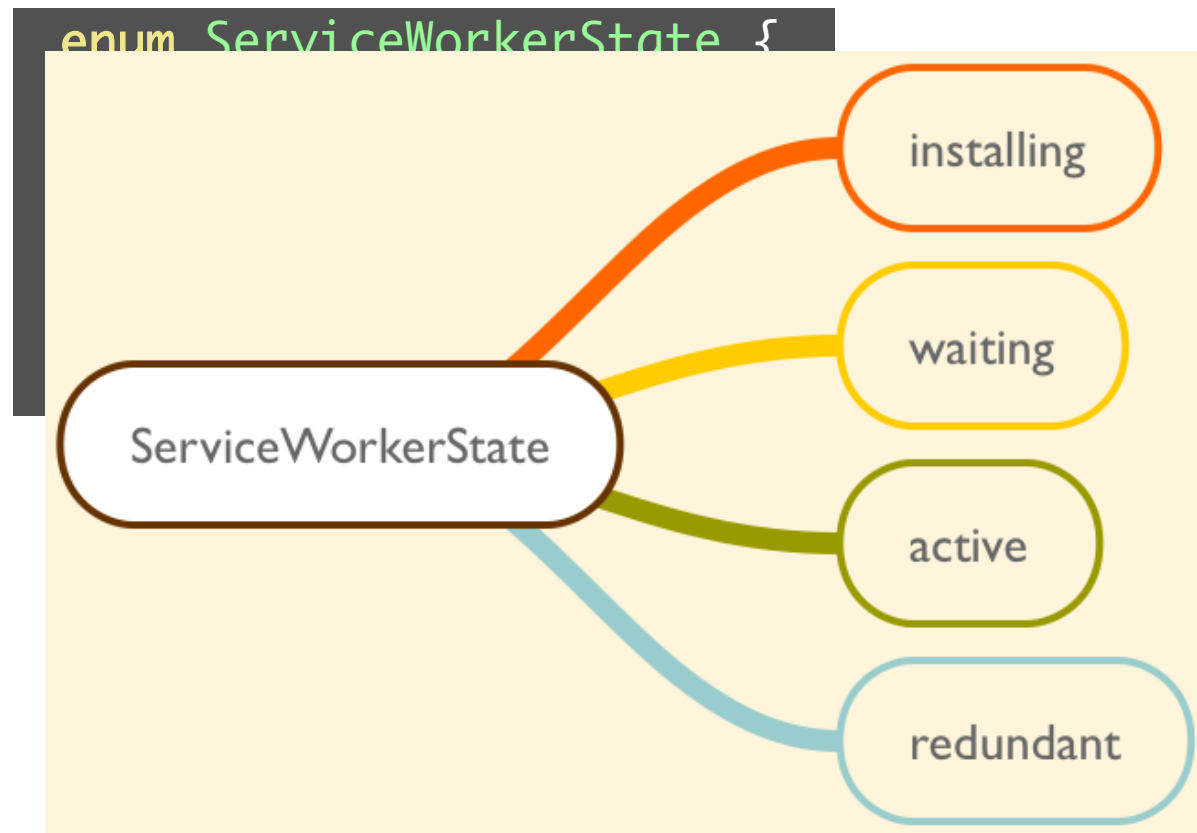 enum ServiceWorkerState {
installing
waiting
ServiceWorkerState
active
redundant